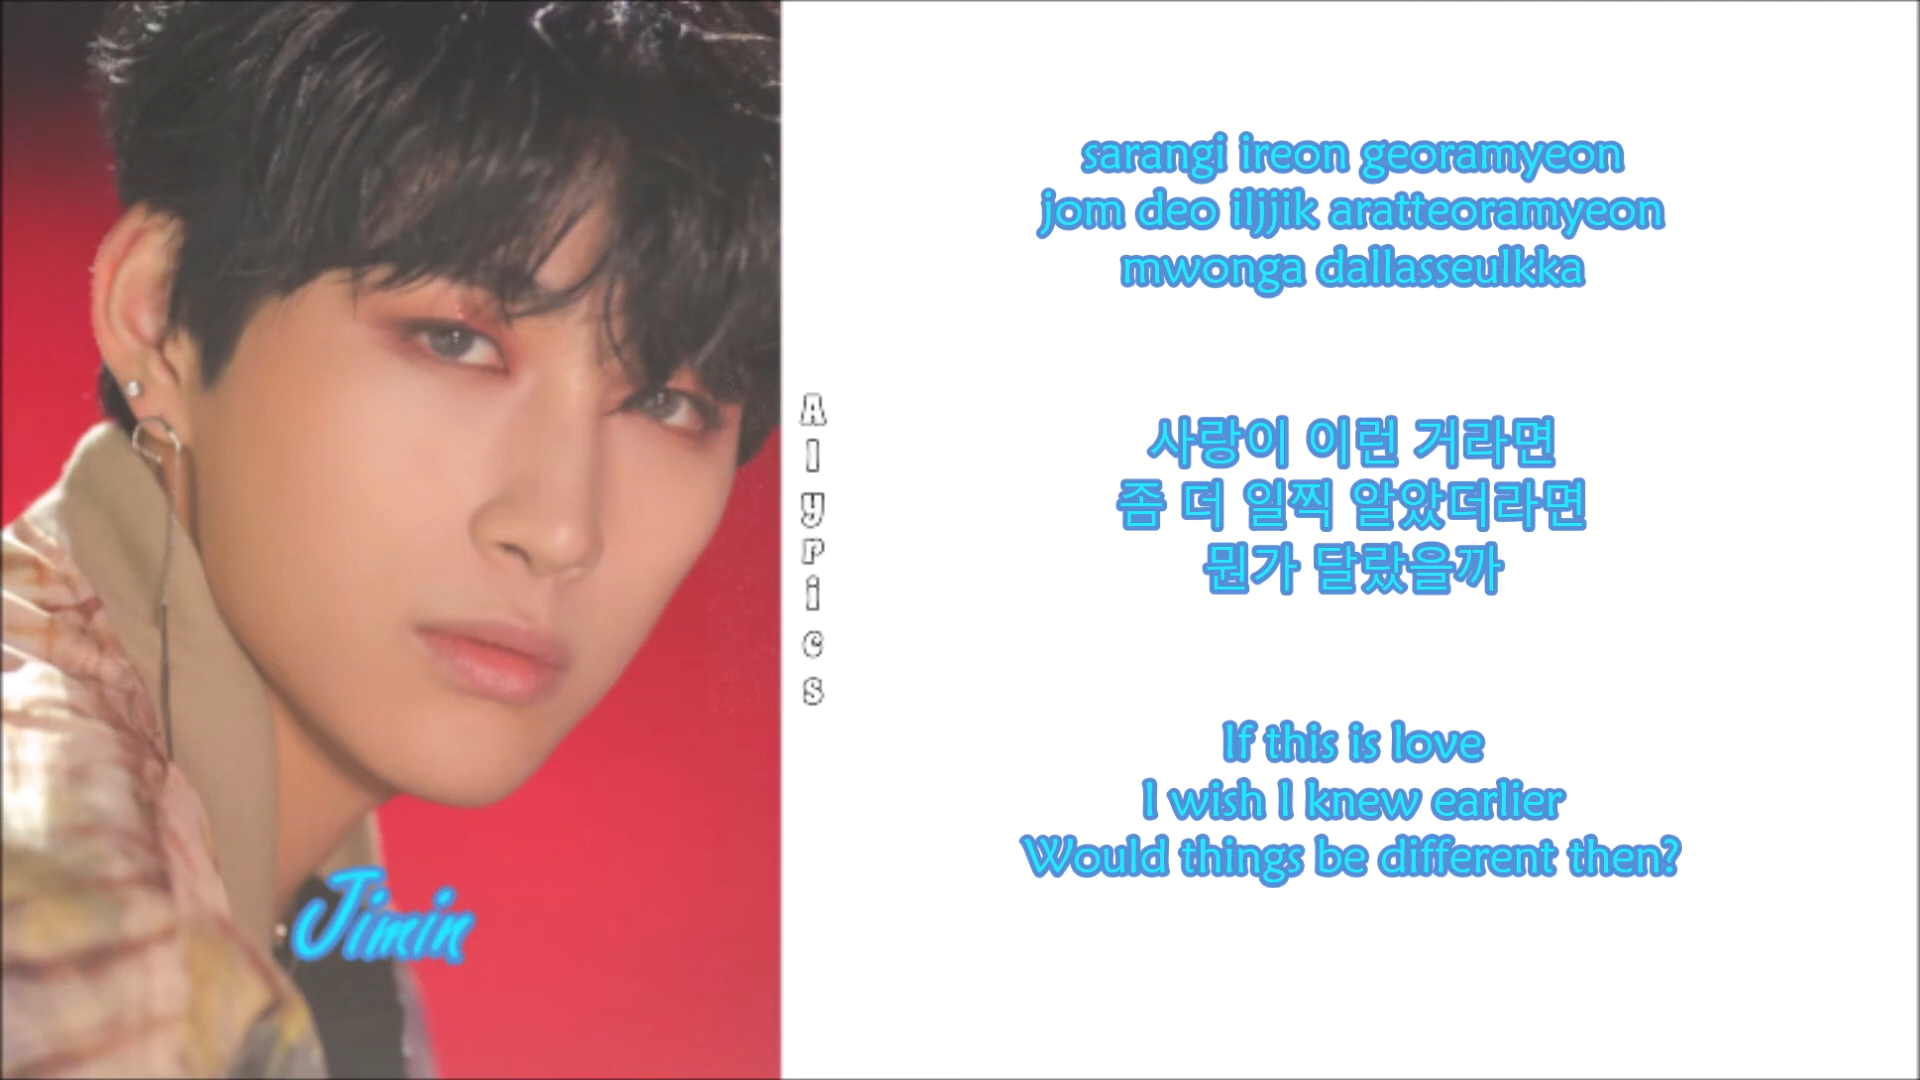 sarangi ireon georamyeon
jom deo iljjik aratteoramyeon
mwonga dallasseulkka
사랑이 이런 거라면
좀 더 일찍 알았더라면
뭔가 달랐을까
If this is love
I wish I knew earlier
Would things be different then?
Alyrics
Jimin